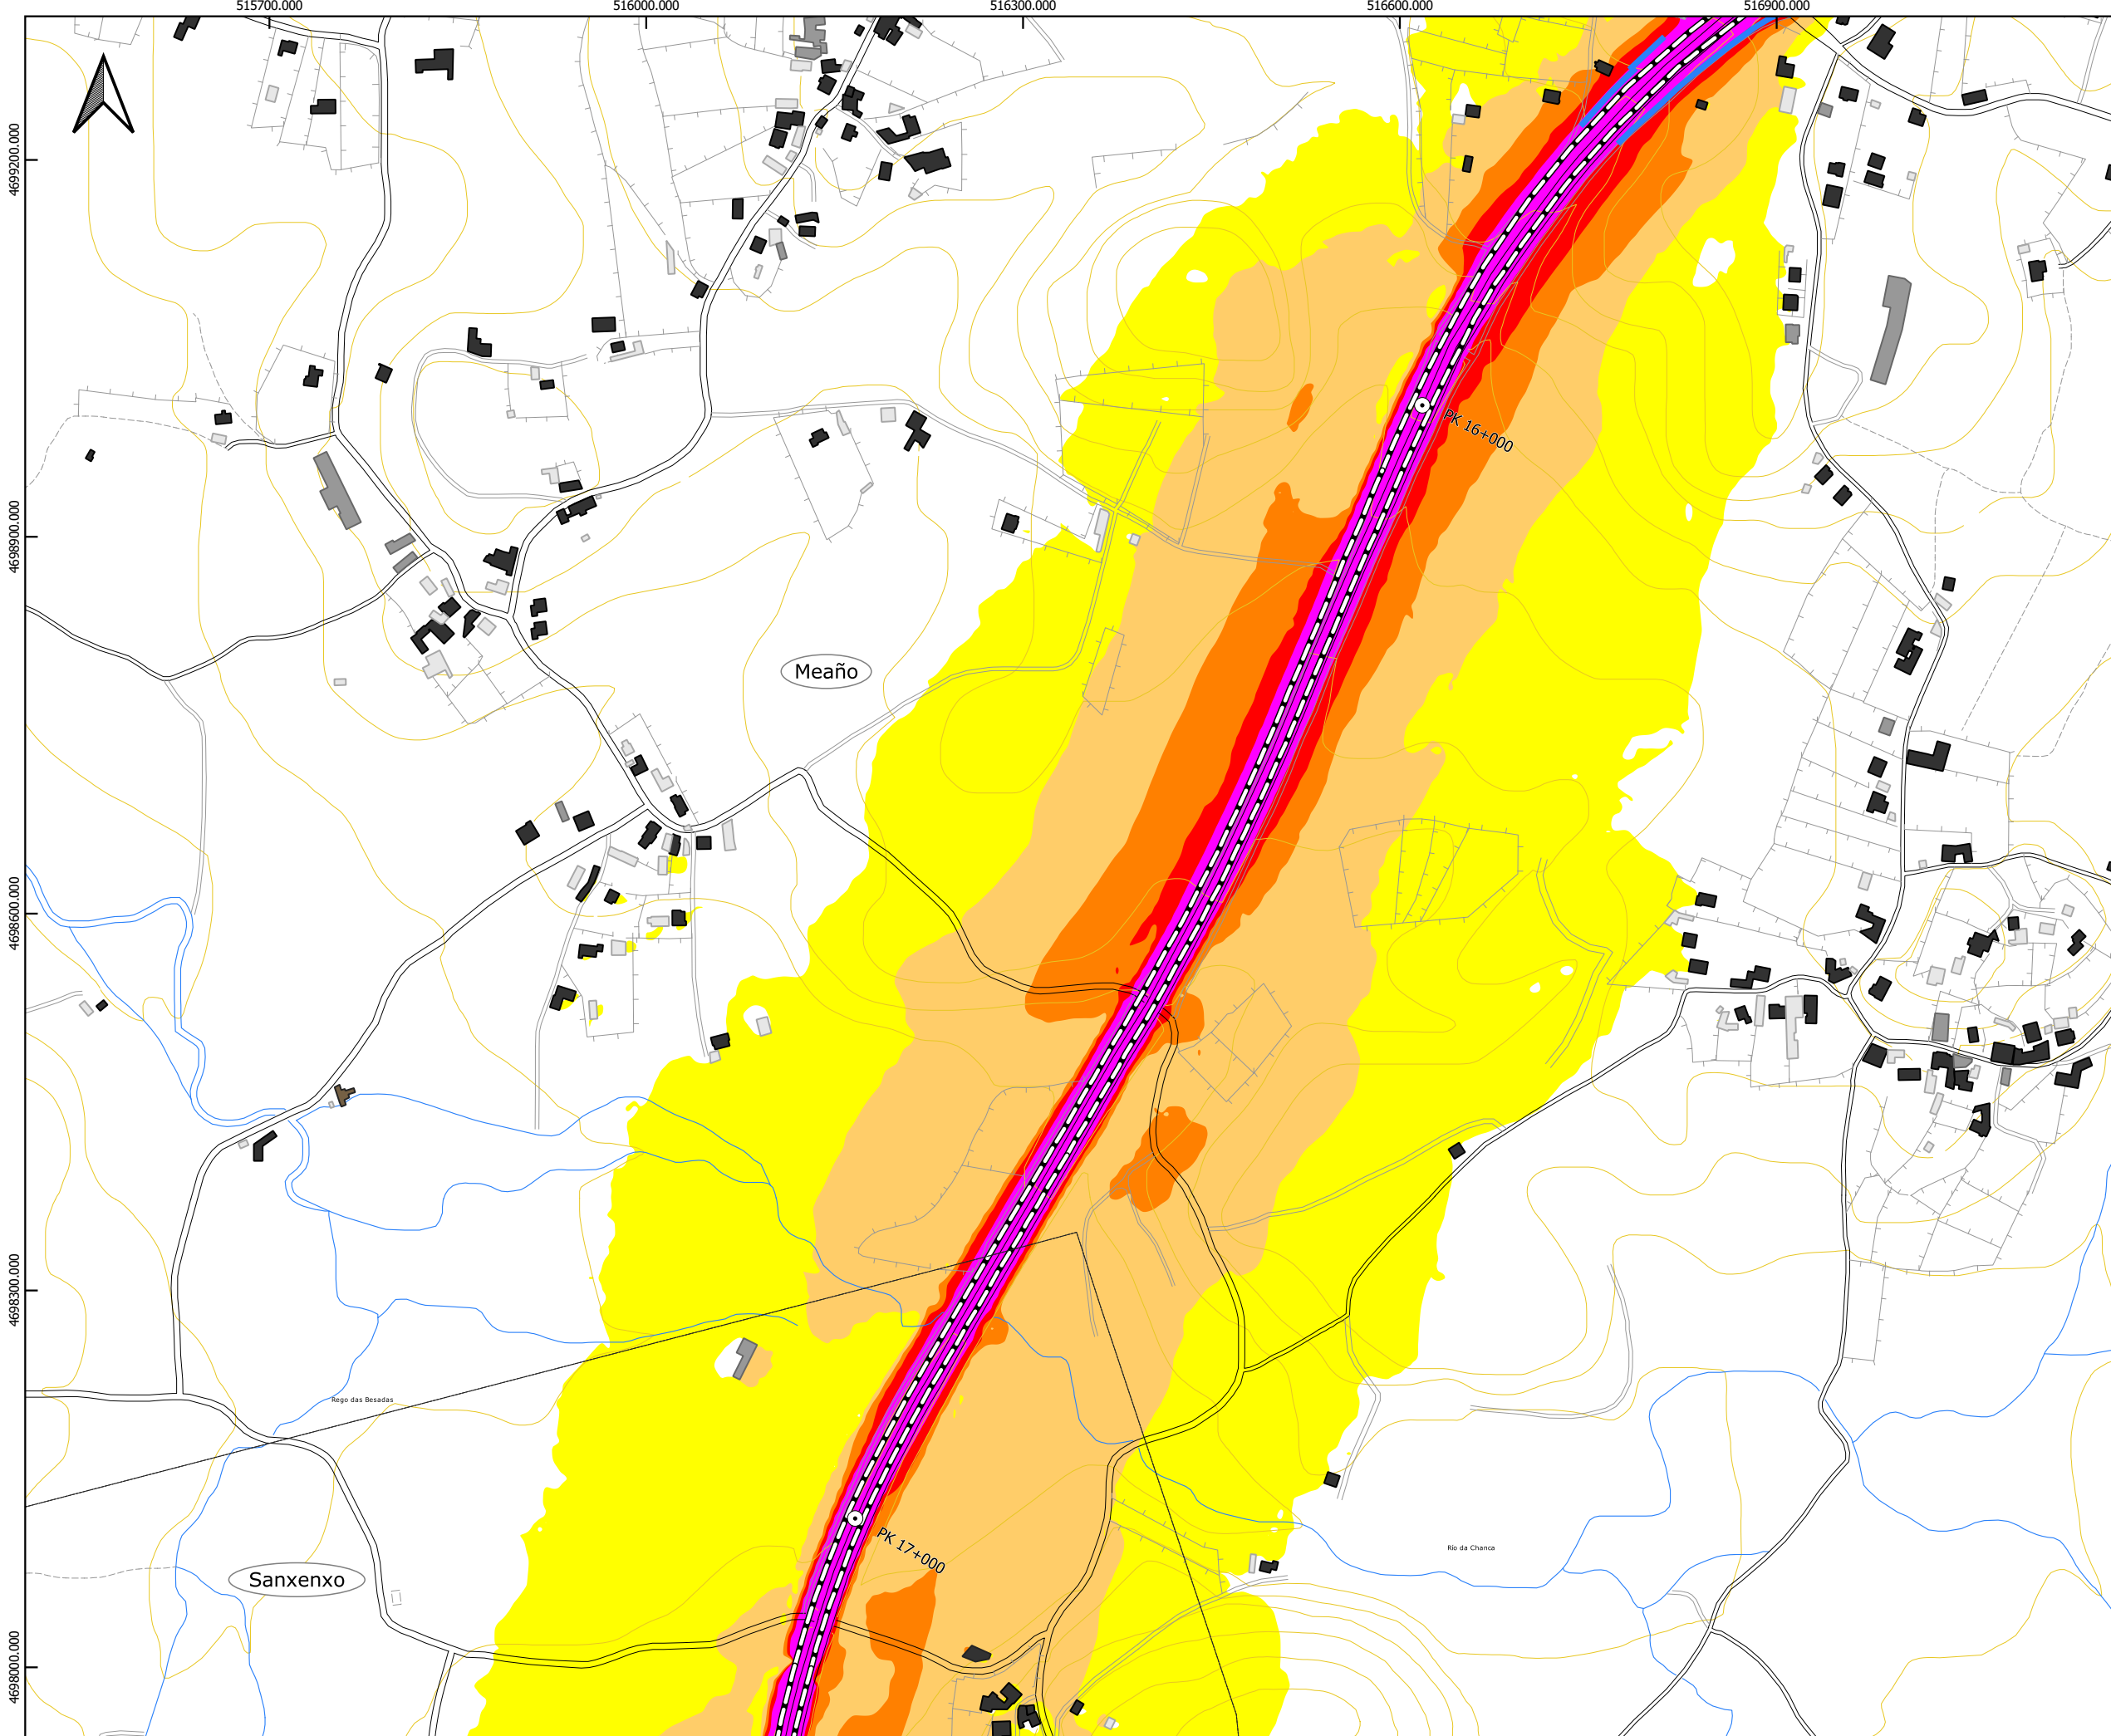 515700.000
516000.000
516300.000
516600.000
516900.000
4699200.000
4698900.000
4698600.000
4698300.000
4698000.000
PK 16+000
Meaño
Rego das Besadas
PK 17+000
Río da Chanca
Sanxenxo